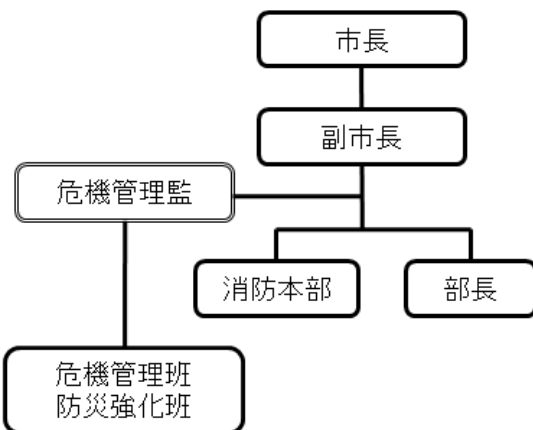 市長
副市長
危機管理監
消防本部
部長
危機管理班
防災強化班